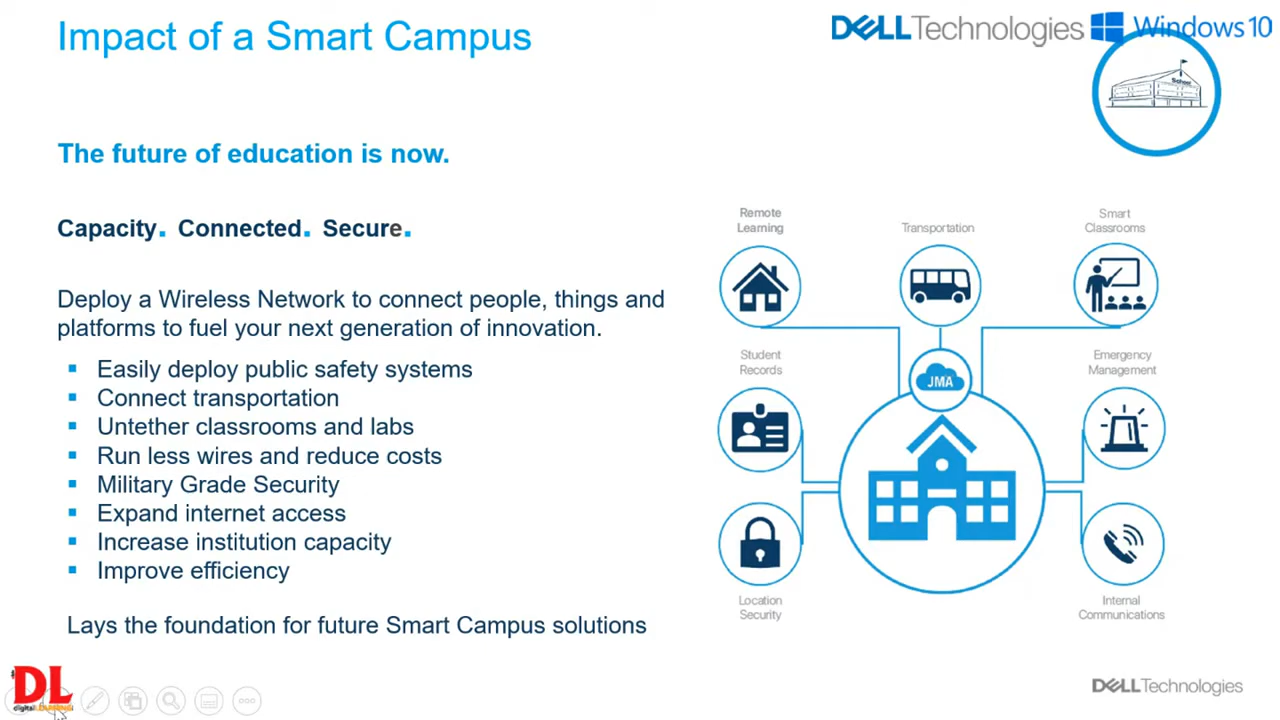 Impact of a Smart Campus
DELLTechnologies Windows 10
School
The future of education is now.
Capacity. Connected. Secure.
Deploy a Wireless Network to connect people, things and
platforms to fuel your next generation of innovation.
▪ Easily deploy public safety systems
▪ Connect transportation
▪ Untether classrooms and labs
▪ Run less wires and reduce costs
▪ Military Grade Security
▪ Expand internet access
▪ Increase institution capacity
▪ Improve efficiency
Lays the foundation for future Smart Campus solutions
Remote
Learning
Transportation
Smart
Classrooms
Student
Records
JMA
Emergency
Management
Location
Security
Internal
Communications
DL
digitalLEARNING
DELLTechnologies